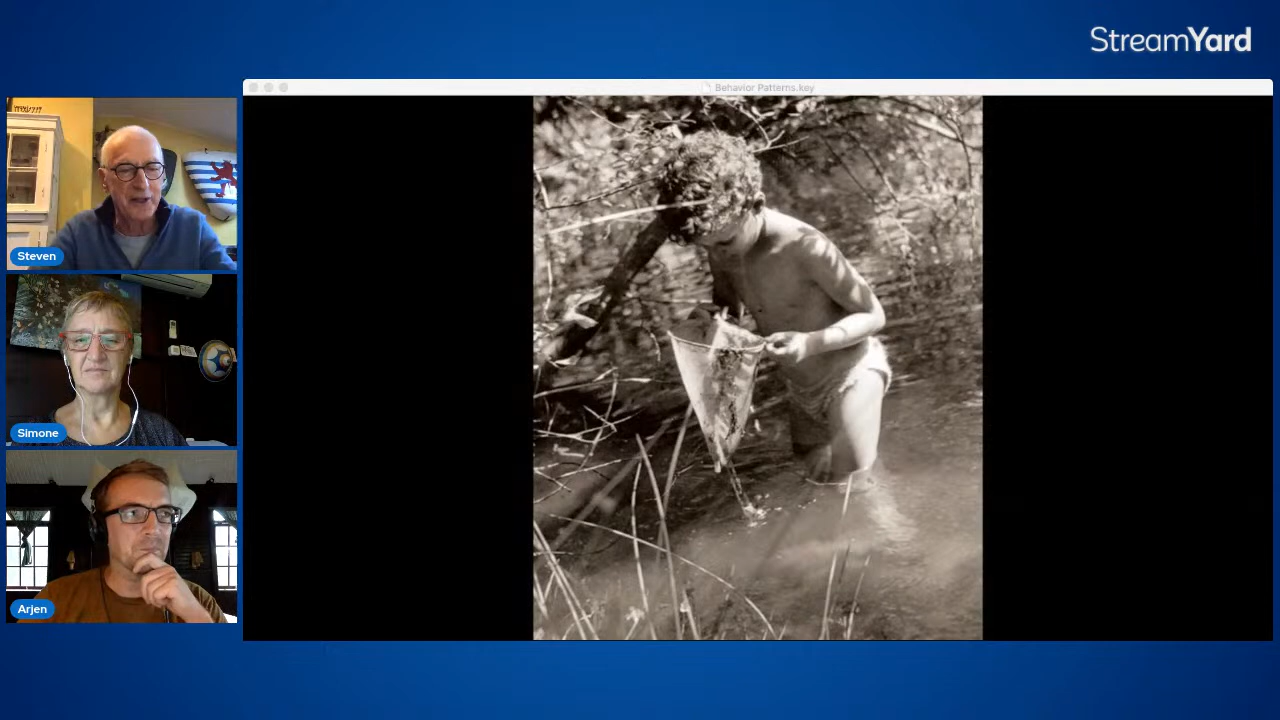 StreamYard
Behavior Patterns.key
Steven
Simone
Arjen